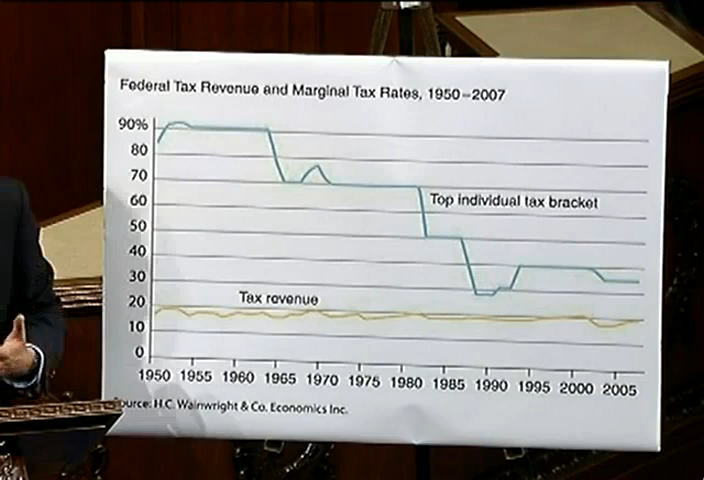 Federal Tax Revenue and Marginal Tax Rates, 1950–2007
90%
80
70
60
50
40
30
20
10
0
Top individual tax bracket
Tax revenue
1950 1955 1960 1965 1970 1975 1980 1985 1990 1995 2000 2005
ource: H.C. Wainwright & Co. Economics Inc.